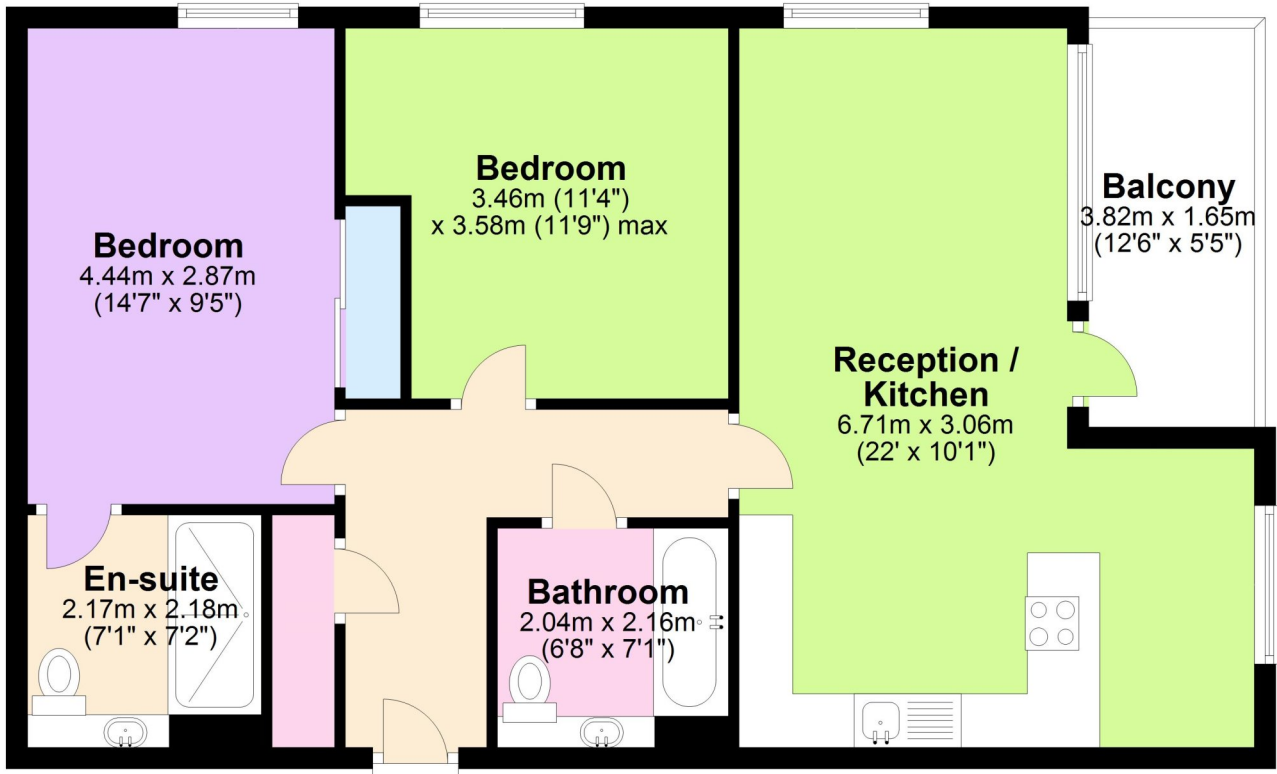 Bedroom
4.44m x 2.87m
(14'7" x 9'5")
Bedroom
3.46m (11'4")
x 3.58m (11'9") max
Balcony
3.82m x 1.65m
(12'6" x 5'5")
Reception /
Kitchen
6.71m x 3.06m
(22' x 10'1")
En-suite
2.17m x 2.18m
(7'1" x 7'2")
Bathroom
2.04m x 2.16m
(6'8" x 7'1")